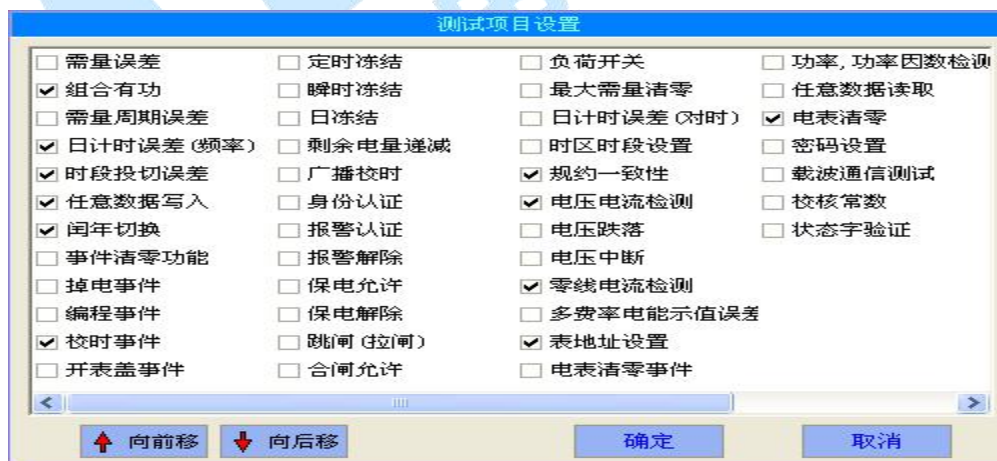 测试项目设置
需量误差 定时冻结 负荷开关 功率,功率因数检测
组合有功 瞬时冻结 最大需量清零 任意数据读取
需量周期误差 日冻结 日计时误差(对时) 电表清零
日计时误差(频率) 剩余电量递减 时区时段设置 密码设置
时段投切误差 广播校时 规约一致性 载波通信测试
任意数据写入 身份认证 电压电流检测 校核常数
闰年切换 报警认证 电压跌落 状态字验证
事件清零功能 报警解除 电压中断
掉电事件 保电允许 零线电流检测
编程事件 保电解除 多费率电能示值误差
校时事件 跳闸(拉闸) 表地址设置
开表盖事件 合闸允许 电表清零事件
向前移 向后移 确定 取消